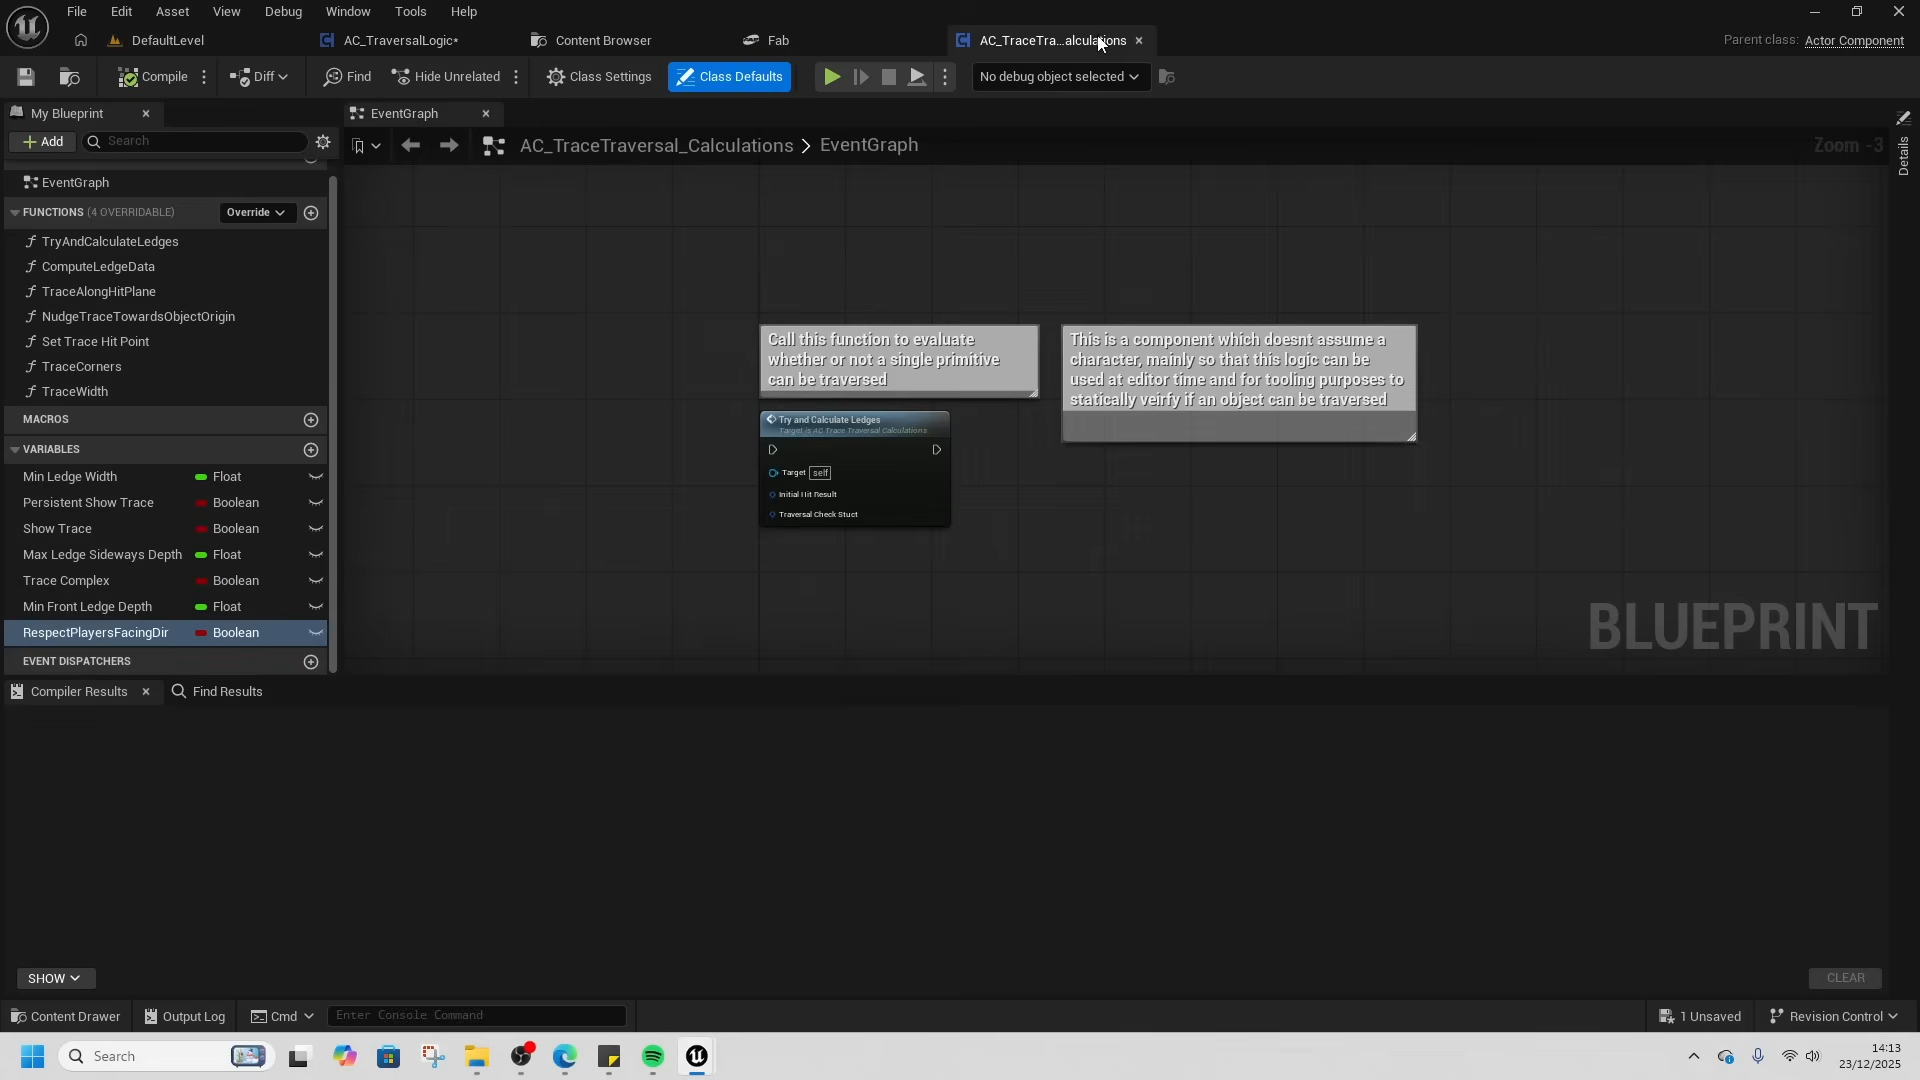 File Edit Asset View Debug Window Tools Help
DefaultLevel AC_TraversalLogic* Content Browser Fab AC_TraceTra...alculations Parent class: Actor Component
Compile Diff Find Hide Unrelated Class Settings Class Defaults No debug object selected
My Blueprint EventGraph
Add Search AC_TraceTraversal_Calculations > EventGraph Zoom -3
Details
EventGraph
FUNCTIONS (4 OVERRIDABLE) Override
TryAndCalculateLedges
ComputeLedgeData
TraceAlongHitPlane
NudgeTraceTowardsObjectOrigin
Set Trace Hit Point
TraceCorners
TraceWidth
MACROS
VARIABLES
Min Ledge Width Float
Persistent Show Trace Boolean
Show Trace Boolean
Max Ledge Sideways Depth Float
Trace Complex Boolean
Min Front Ledge Depth Float
RespectPlayersFacingDir Boolean
EVENT DISPATCHERS
Call this function to evaluate
whether or not a single primitive
can be traversed
This is a component which doesnt assume a
character, mainly so that this logic can be
used at editor time and for tooling purposes to
statically veirfy if an object can be traversed
Try and Calculate Ledges
Target is AC Trace Traversal Calculations
Target self
Initial Hit Result
Traversal Check Stuct
BLUEPRINT
Compiler Results Find Results
SHOW CLEAR
Content Drawer Output Log Cmd Enter Console Command 1 Unsaved Revision Control
Search
14:13
23/12/2025